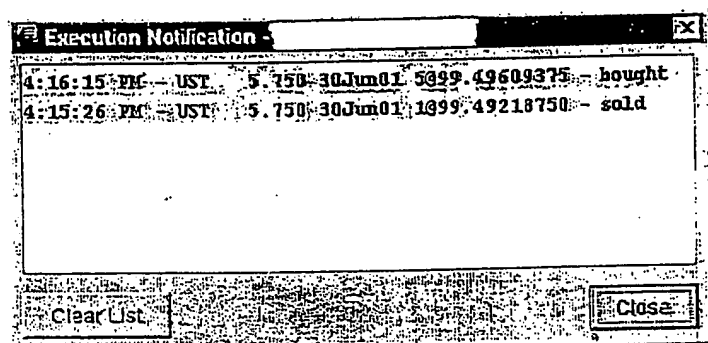 Execution Notification -
4:16:15 PM - UST 5.750 30Jun01 5@99.49609375 - bought
4:15:26 PM - UST 5.750 30Jun01 1@99.49218750 - sold
Clear List
Close